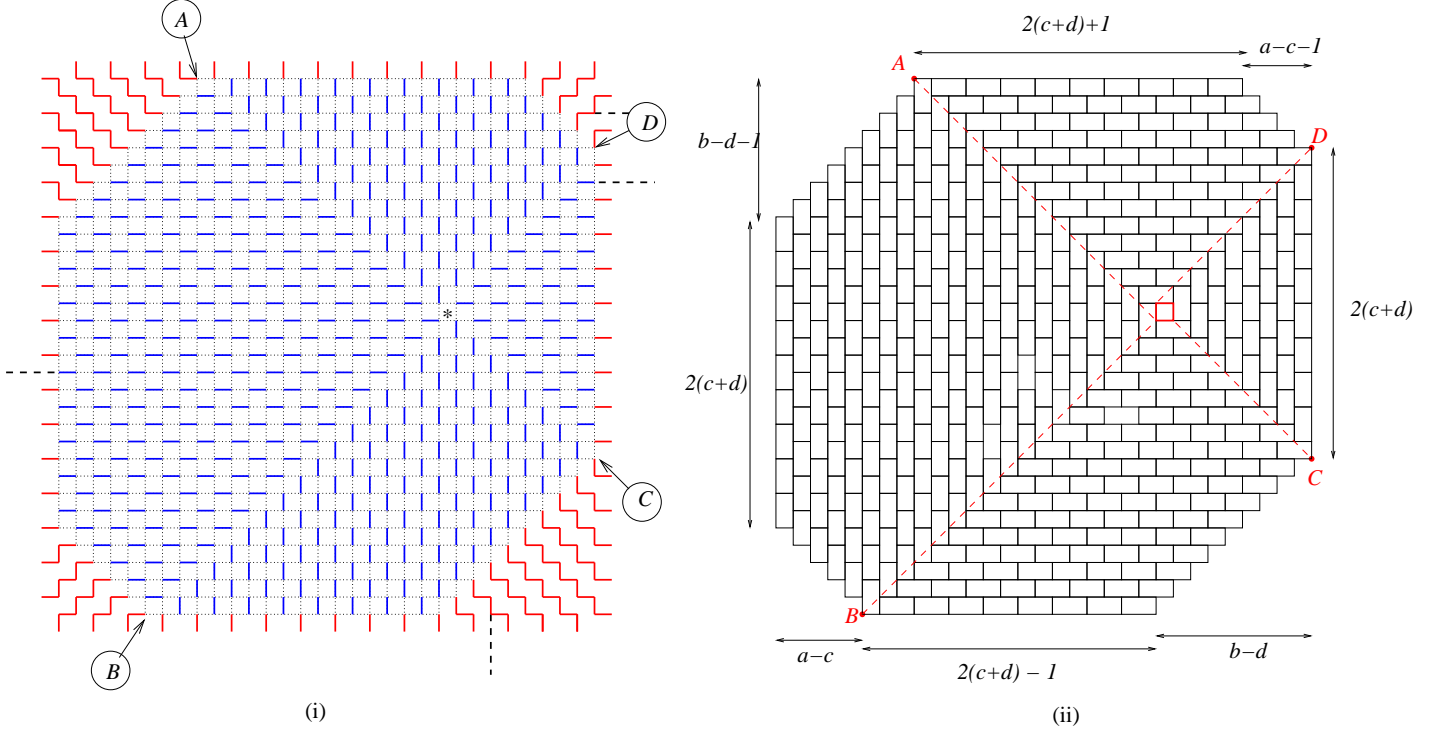 A
D
*
C
B
(i)
2(c+d)+1
a−c−1
A
b−d−1
D
2(c+d)
2(c+d)
C
B
a−c
b−d
2(c+d) − 1
(ii)